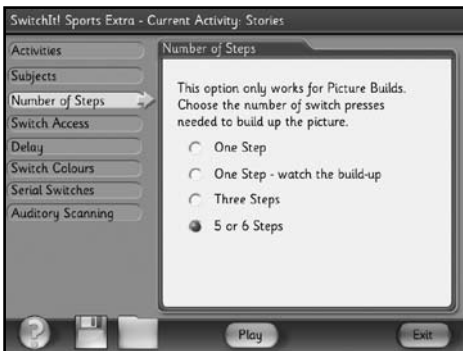 SwitchIt! Sports Extra - Current Activity: Stories
Activities
Subjects
Number of Steps
Switch Access
Delay
Switch Colours
Serial Switches
Auditory Scanning
Number of Steps
This option only works for Picture Builds.
Choose the number of switch presses
needed to build up the picture.
One Step
One Step - watch the build-up
Three Steps
5 or 6 Steps
?
Play
Exit